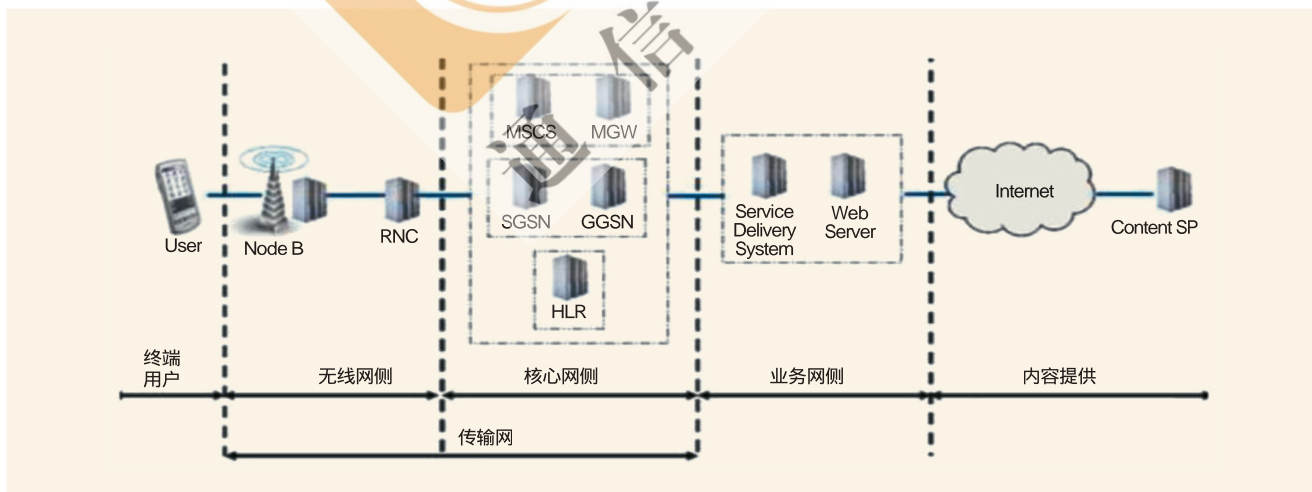 通信
MSCS
MGW
SGSN
GGSN
HLR
User
Node B
RNC
Service
Delivery
System
Web
Server
Internet
Content SP
终端
用户
无线网侧
核心网侧
业务网侧
内容提供
传输网